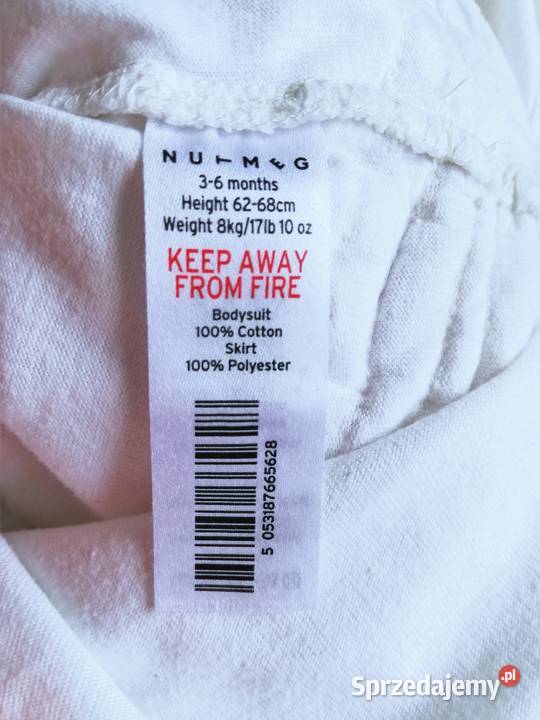 NUTMEG
3-6 months
Height 62-68cm
Weight 8kg/17lb 10 oz
KEEP AWAY
FROM FIRE
Bodysuit
100% Cotton
Skirt
100% Polyester
5 053187665628
Sprzedajemy.pl